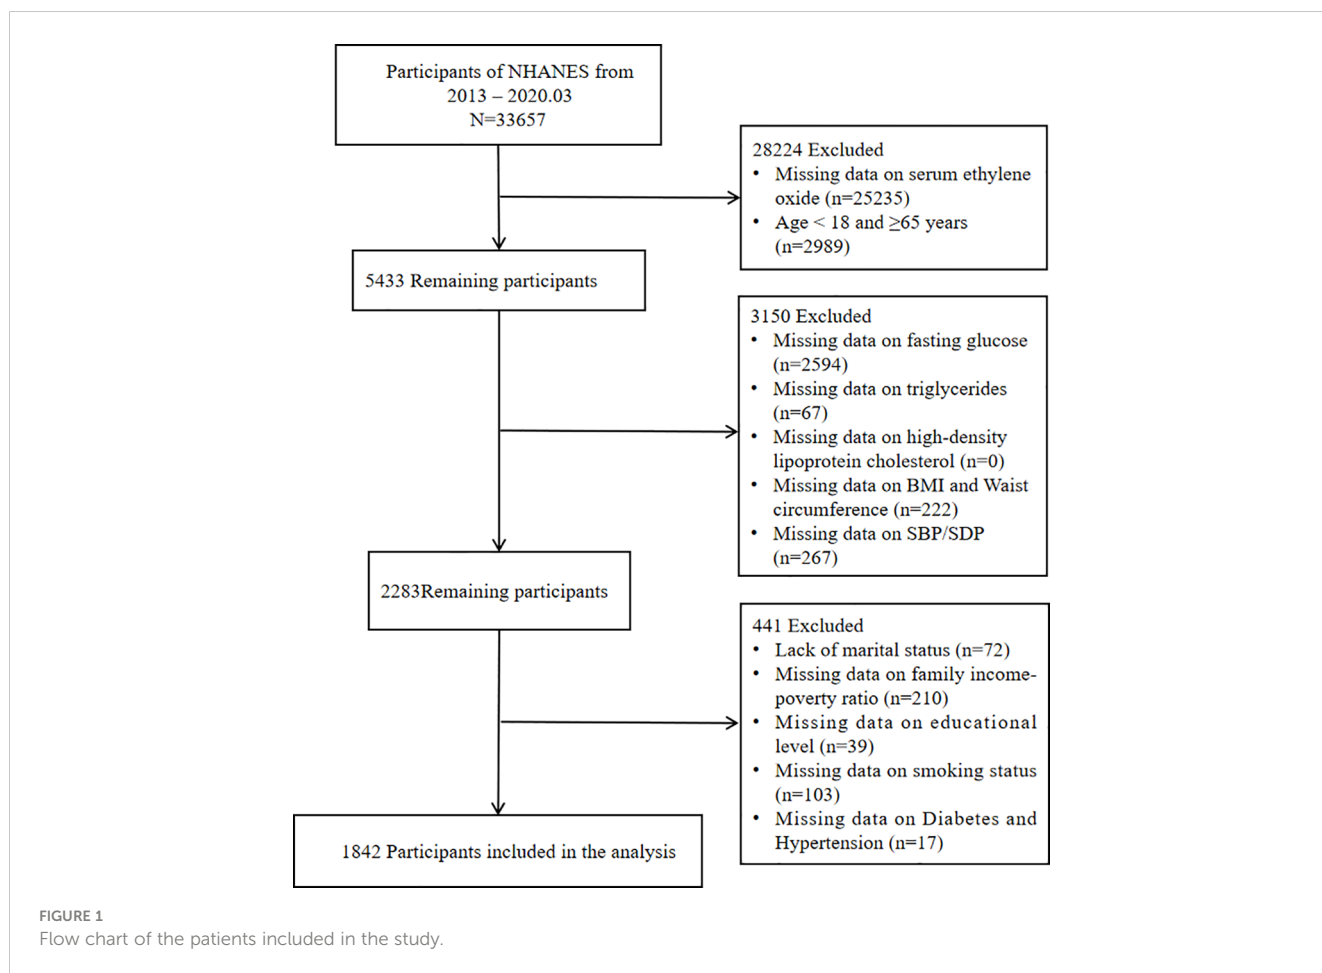 Participants of NHANES from
2013 – 2020.03
N=33657
28224 Excluded
• Missing data on serum ethylene
oxide (n=25235)
• Age < 18 and ≥65 years
(n=2989)
5433 Remaining participants
3150 Excluded
• Missing data on fasting glucose
(n=2594)
• Missing data on triglycerides
(n=67)
• Missing data on high-density
lipoprotein cholesterol (n=0)
• Missing data on BMI and Waist
circumference (n=222)
• Missing data on SBP/SDP
(n=267)
2283Remaining participants
441 Excluded
• Lack of marital status (n=72)
• Missing data on family income-
poverty ratio (n=210)
• Missing data on educational
level (n=39)
• Missing data on smoking status
(n=103)
• Missing data on Diabetes and
Hypertension (n=17)
1842 Participants included in the analysis
FIGURE 1
Flow chart of the patients included in the study.